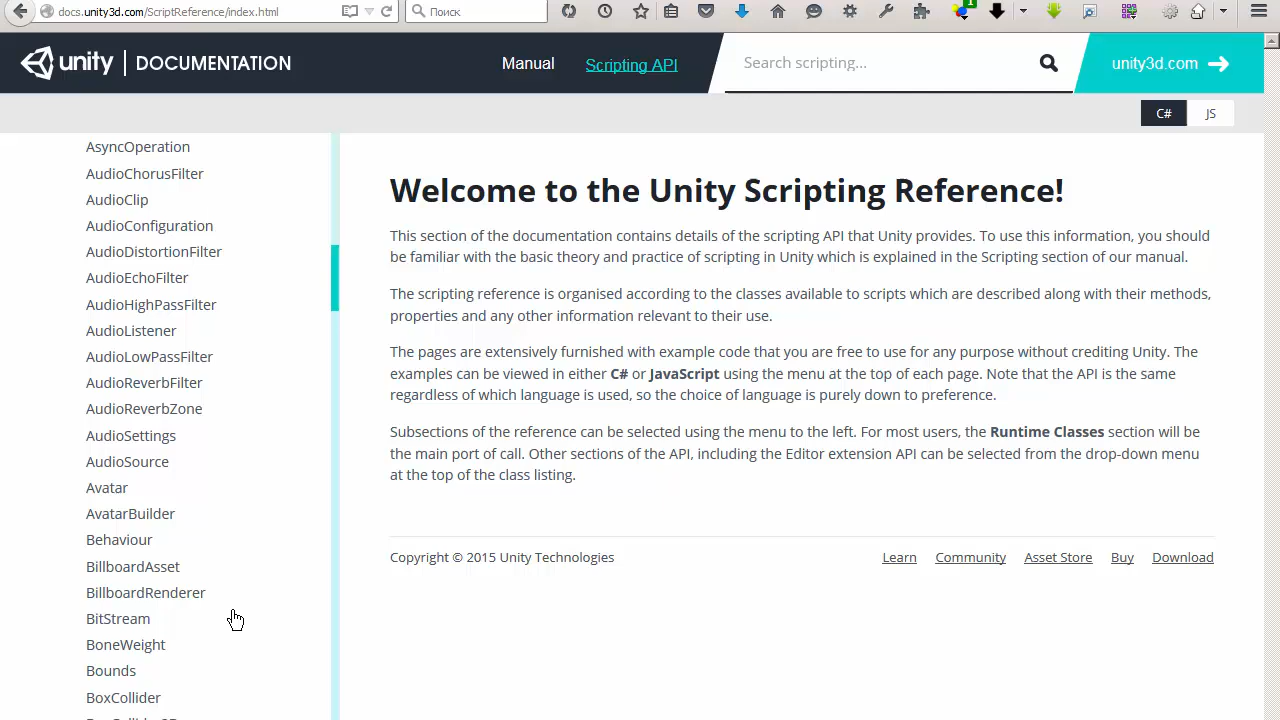 docs.unity3d.com/ScriptReference/index.html
Поиск
1
unity | DOCUMENTATION
Manual
Scripting API
Search scripting...
unity3d.com
C#
JS
AsyncOperation
AudioChorusFilter
AudioClip
AudioConfiguration
AudioDistortionFilter
AudioEchoFilter
AudioHighPassFilter
AudioListener
AudioLowPassFilter
AudioReverbFilter
AudioReverbZone
AudioSettings
AudioSource
Avatar
AvatarBuilder
Behaviour
BillboardAsset
BillboardRenderer
BitStream
BoneWeight
Bounds
BoxCollider
Welcome to the Unity Scripting Reference!
This section of the documentation contains details of the scripting API that Unity provides. To use this information, you should
be familiar with the basic theory and practice of scripting in Unity which is explained in the Scripting section of our manual.
The scripting reference is organised according to the classes available to scripts which are described along with their methods,
properties and any other information relevant to their use.
The pages are extensively furnished with example code that you are free to use for any purpose without crediting Unity. The
examples can be viewed in either C# or JavaScript using the menu at the top of each page. Note that the API is the same
regardless of which language is used, so the choice of language is purely down to preference.
Subsections of the reference can be selected using the menu to the left. For most users, the Runtime Classes section will be
the main port of call. Other sections of the API, including the Editor extension API can be selected from the drop-down menu
at the top of the class listing.
Copyright © 2015 Unity Technologies
Learn
Community
Asset Store
Buy
Download